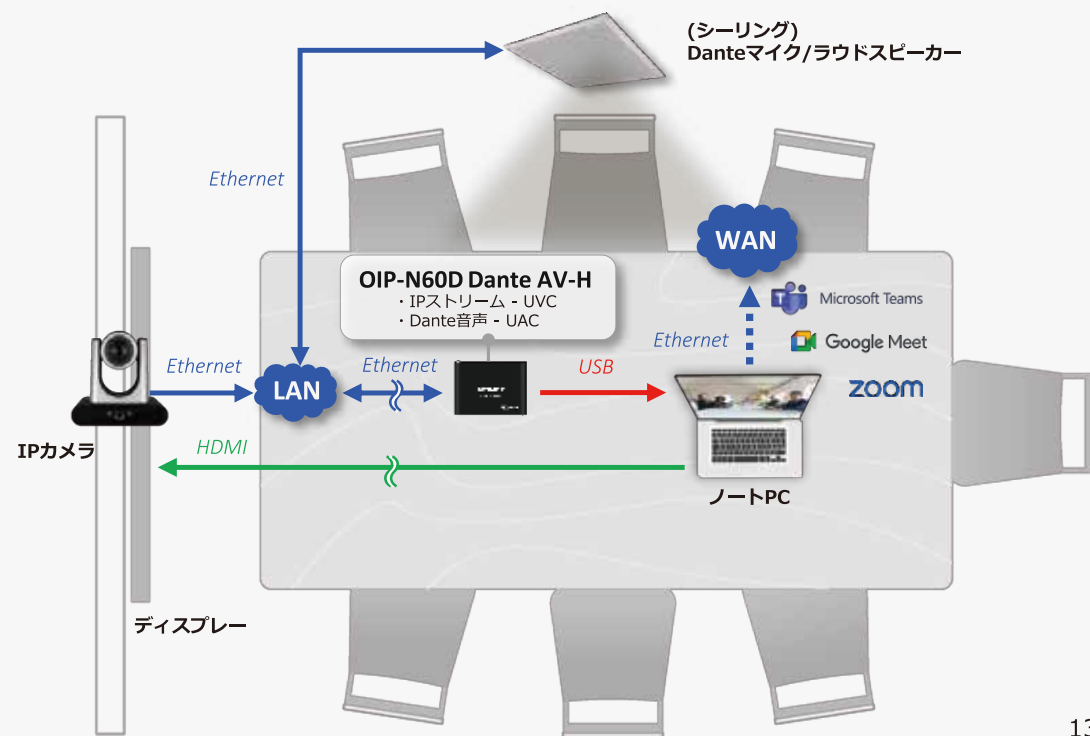 (シーリング)
Danteマイク/ラウドスピーカー
Ethernet
WAN
OIP-N60D Dante AV-H
・IPストリーム - UVC
・Dante音声 - UAC
Microsoft Teams
Ethernet
Google Meet
Ethernet
Ethernet
USB
LAN
zoom
IPカメラ
HDMI
ノートPC
ディスプレー
13